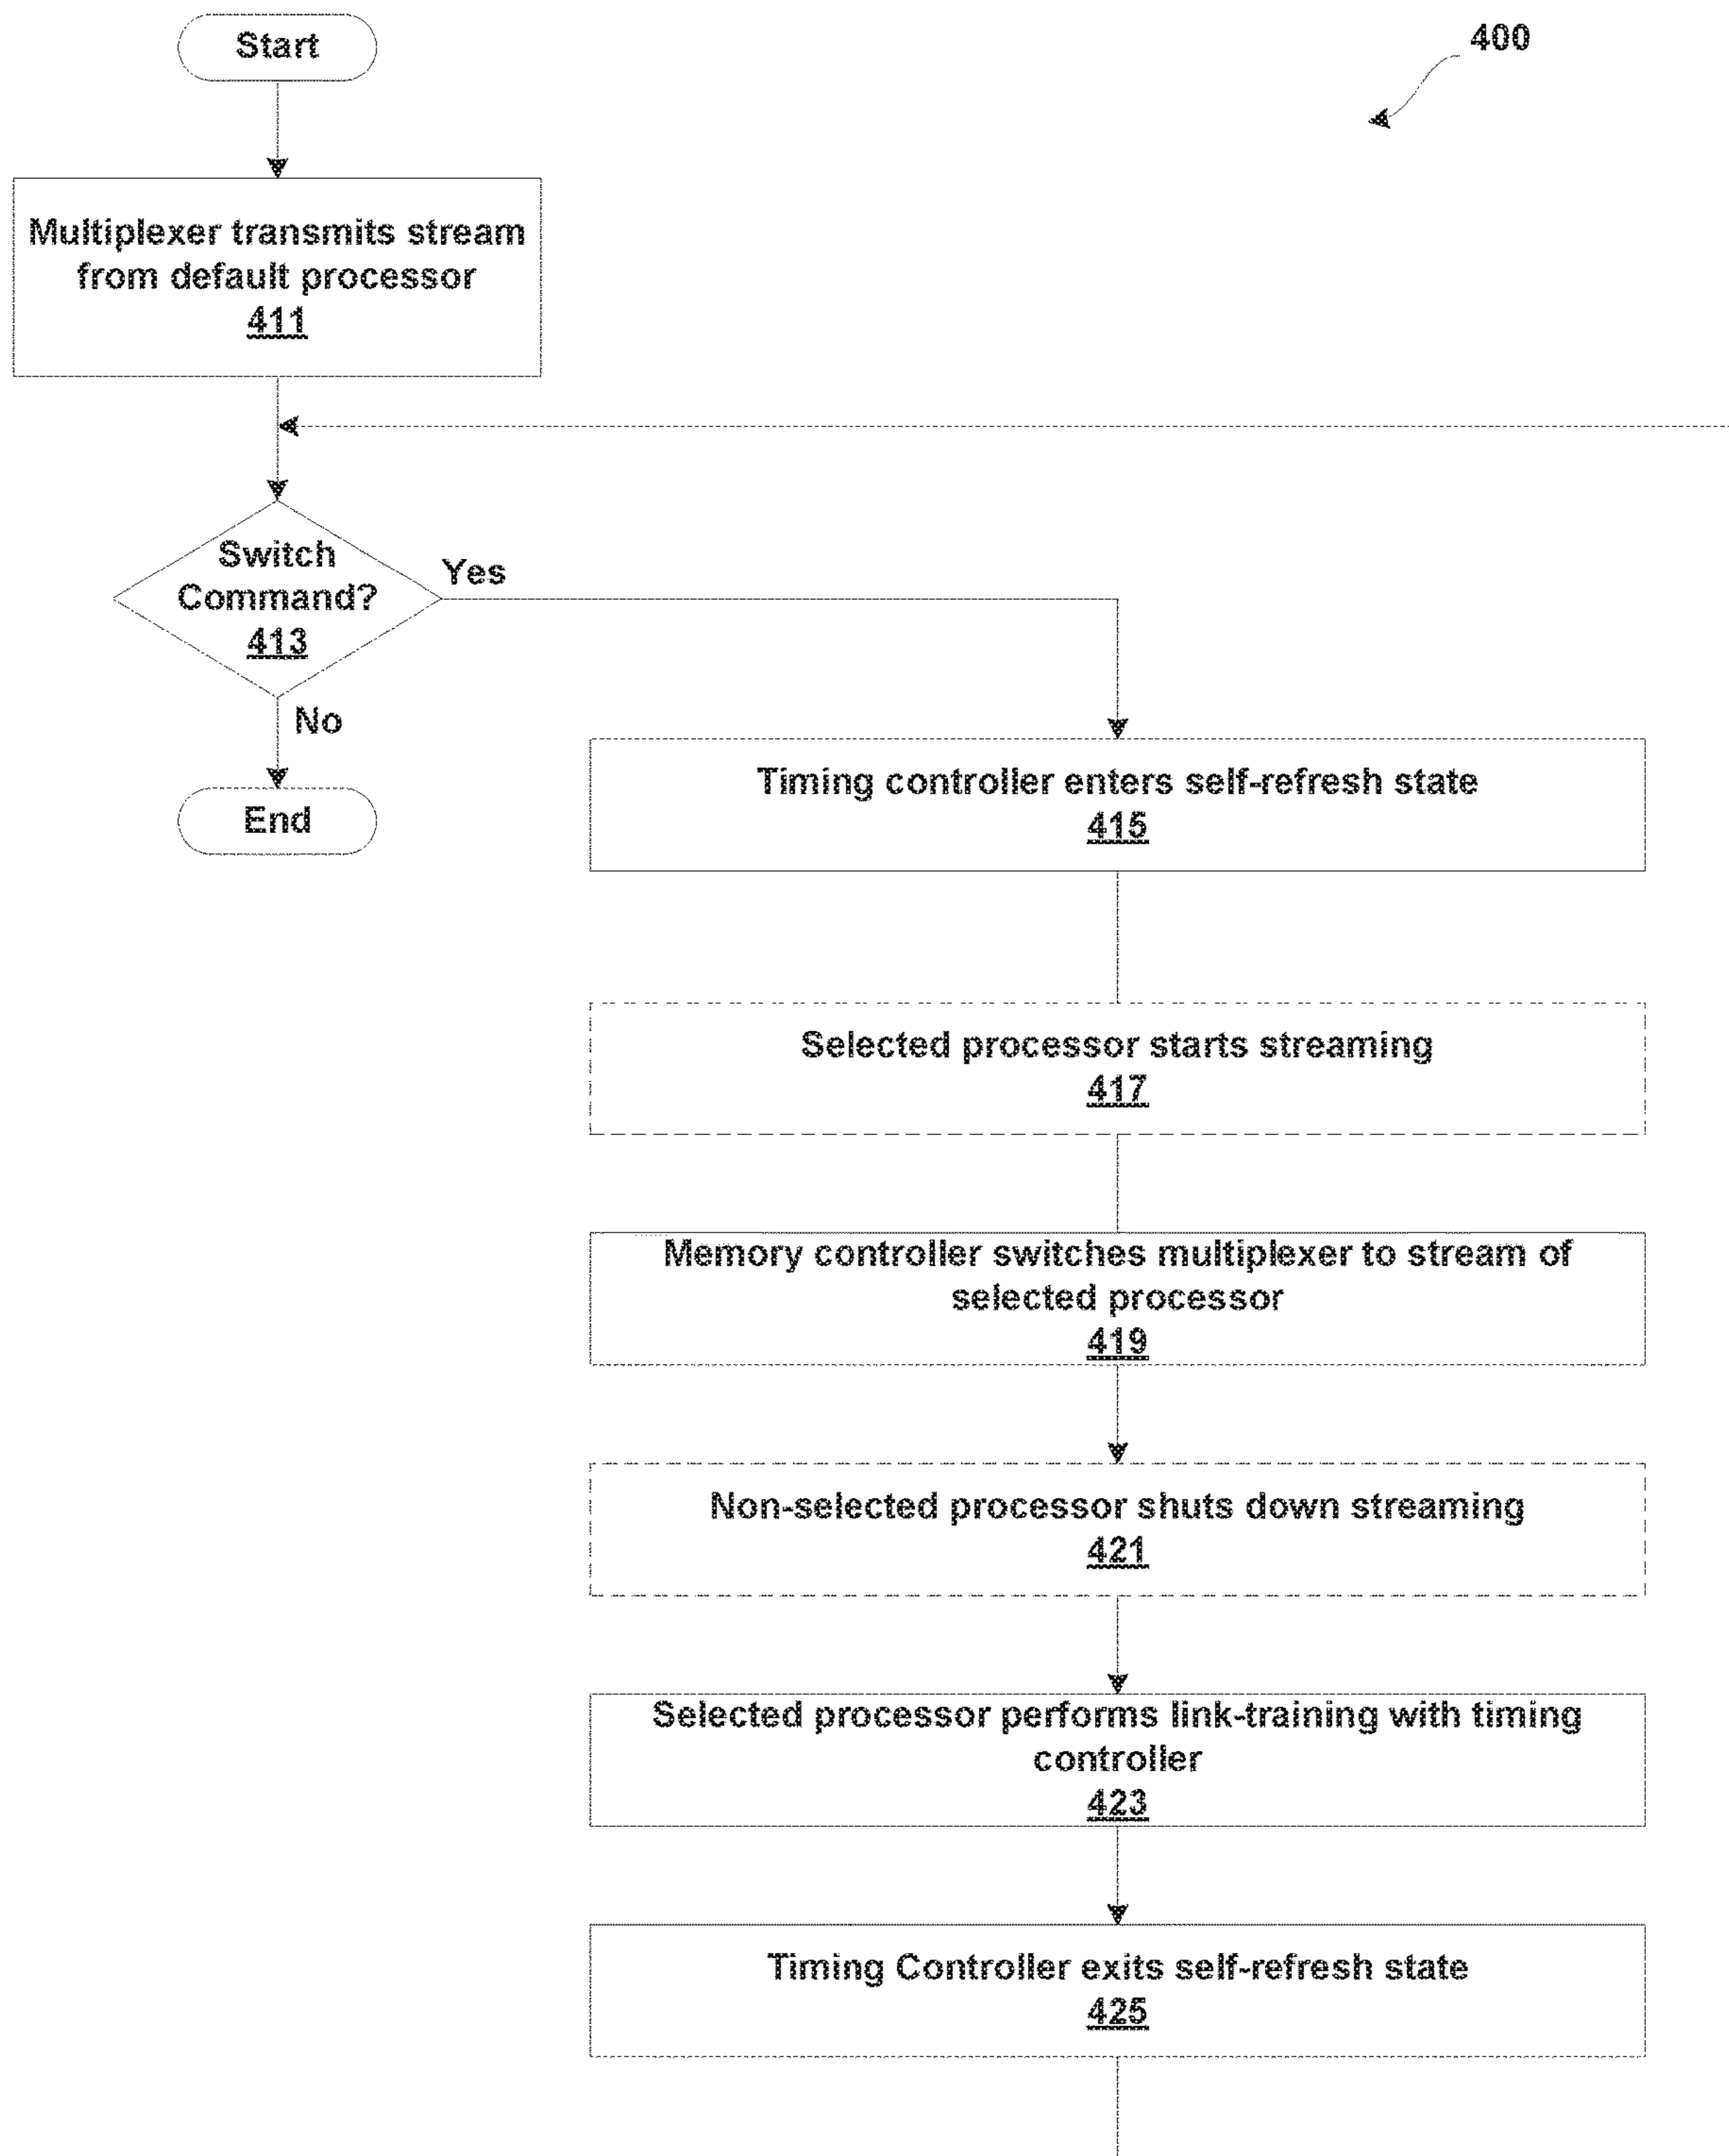 Start
400
Multiplexer transmits stream
from default processor
411
Switch
Command?
413
Yes
No
End
Timing controller enters self-refresh state
415
Selected processor starts streaming
417
Memory controller switches multiplexer to stream of
selected processor
419
Non-selected processor shuts down streaming
421
Selected processor performs link-training with timing
controller
423
Timing Controller exits self-refresh state
425